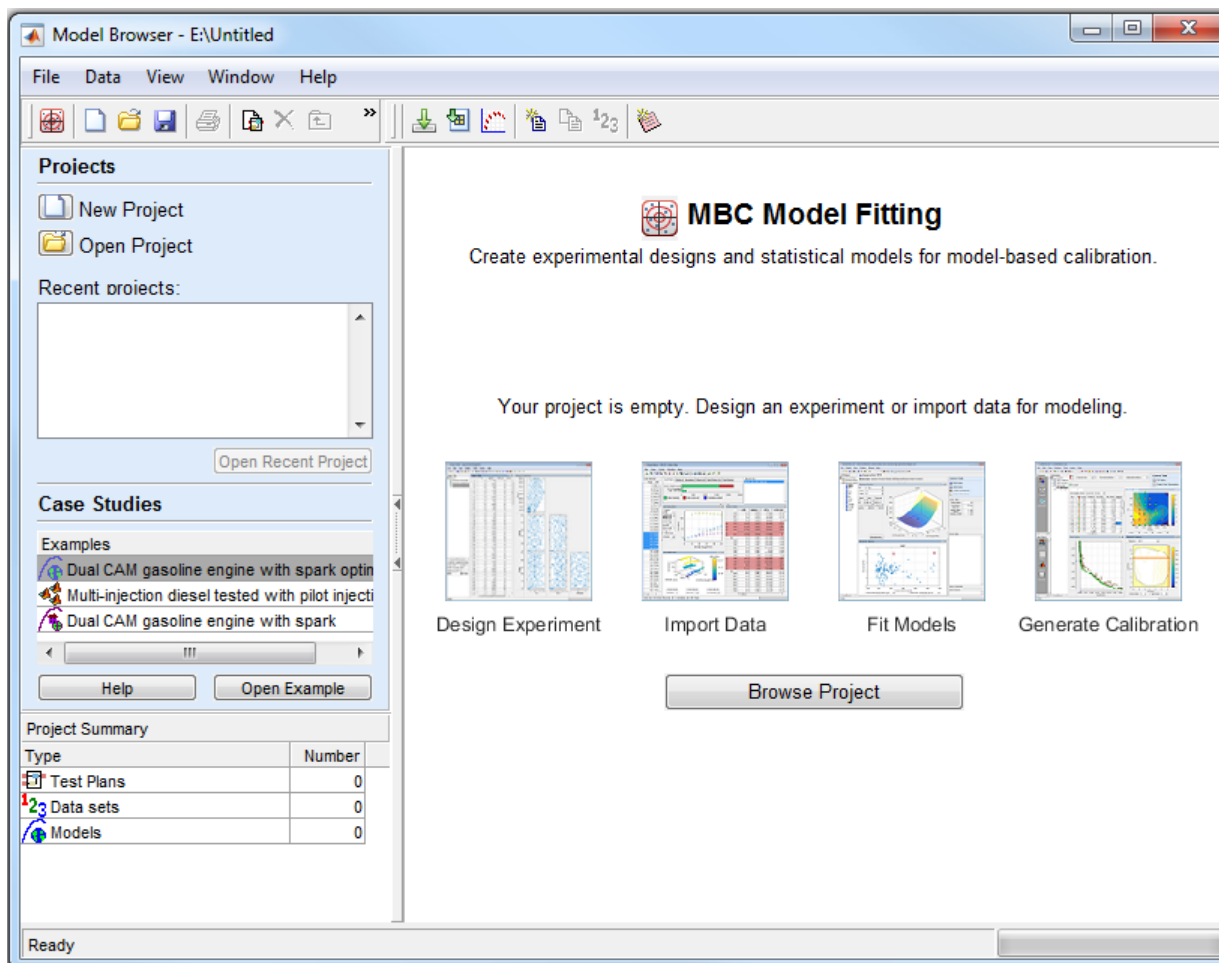 Model Browser - E:\Untitled
File Data View Window Help
Projects
New Project
Open Project
Recent projects:
Open Recent Project
Case Studies
Examples
Dual CAM gasoline engine with spark optin
Multi-injection diesel tested with pilot injecti
Dual CAM gasoline engine with spark
Help Open Example
Project Summary
Type Number
Test Plans 0
123 Data sets 0
Models 0
Ready
123
MBC Model Fitting
Create experimental designs and statistical models for model-based calibration.
Your project is empty. Design an experiment or import data for modeling.
Design Experiment Import Data Fit Models Generate Calibration
Browse Project